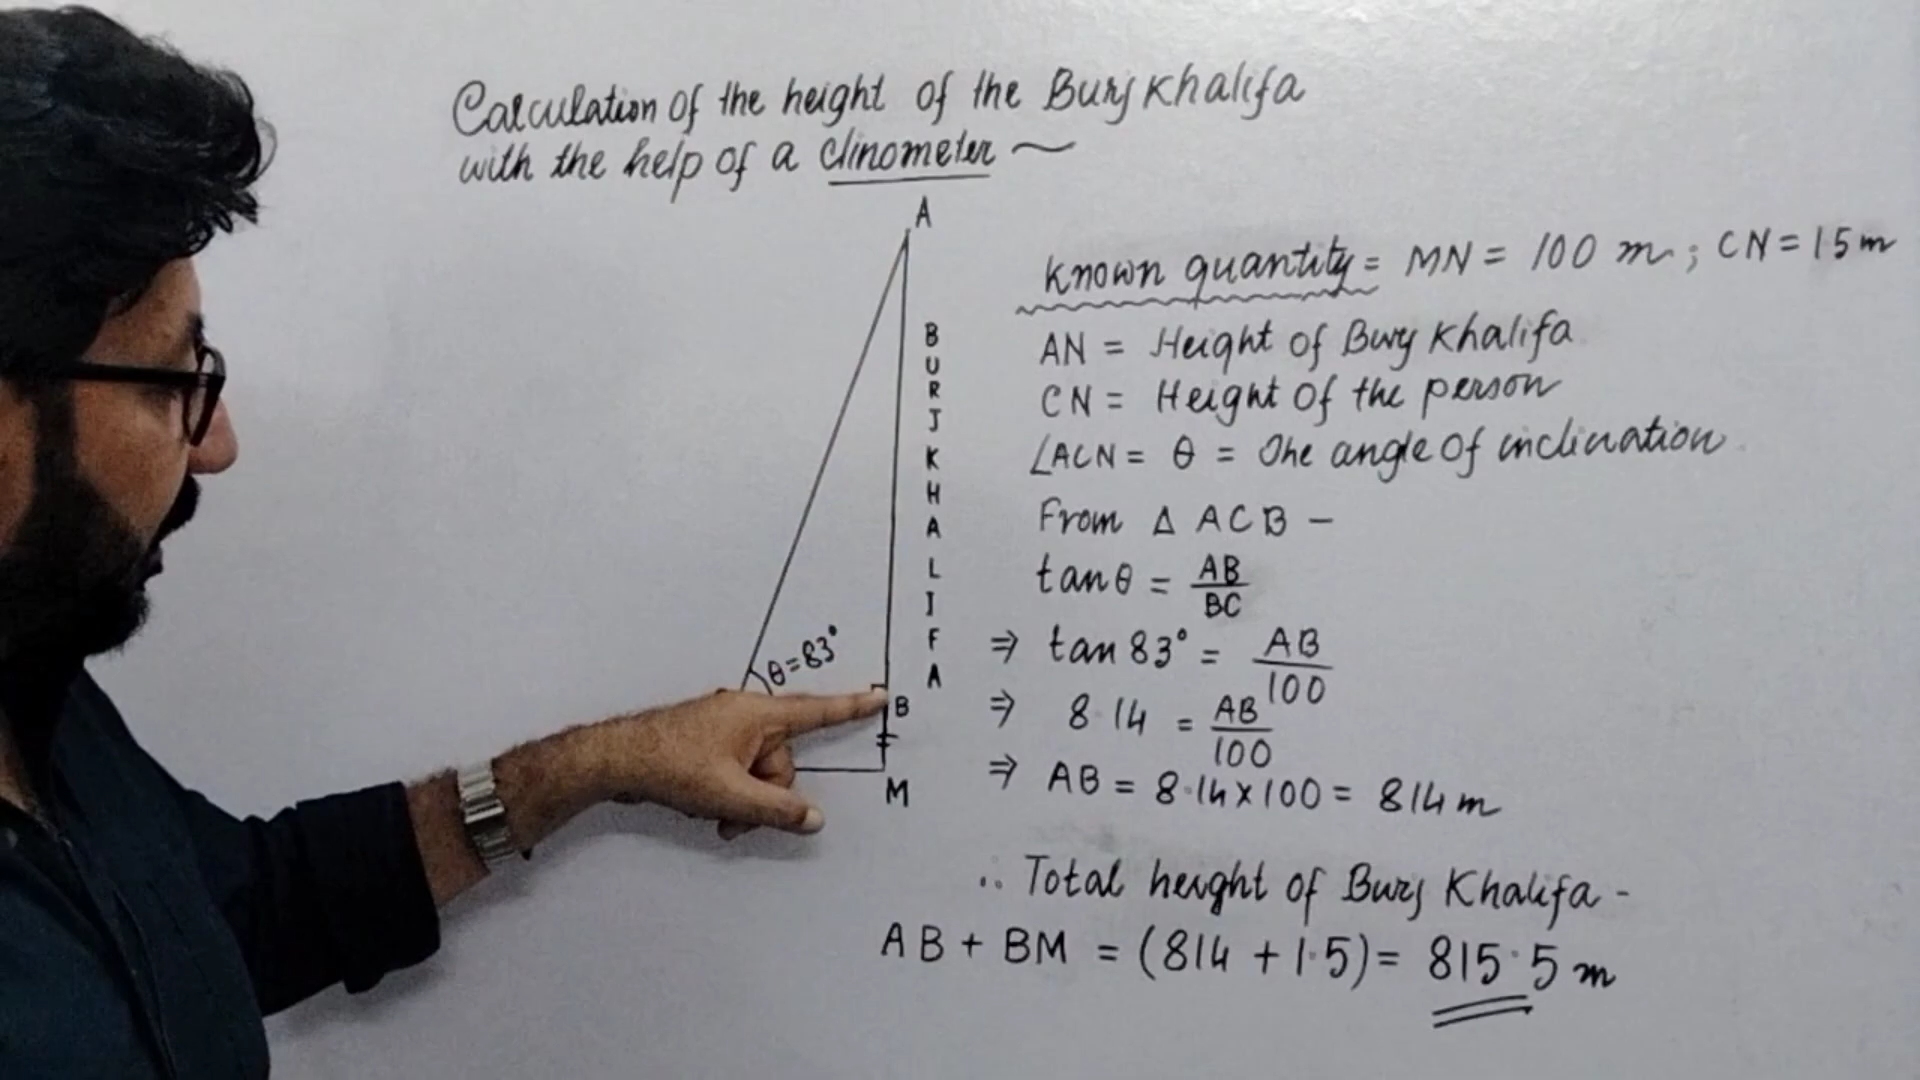 Calculation of the height of the Burj Khalifa
with the help of a clinometer ~
A
BURJ KHALIFA
θ=83°
B
M
Known quantity = MN = 100 m ; CN = 1.5 m
AN = Height of Burj Khalifa
CN = Height of the person
∠ACN = θ = The angle of inclination
From Δ ACB -
tanθ = AB/BC
⇒ tan 83° = AB/100
⇒ 8.14 = AB/100
⇒ AB = 8.14 x 100 = 814 m
∴ Total height of Burj Khalifa -
AB + BM = (814 + 1.5) = 815.5 m